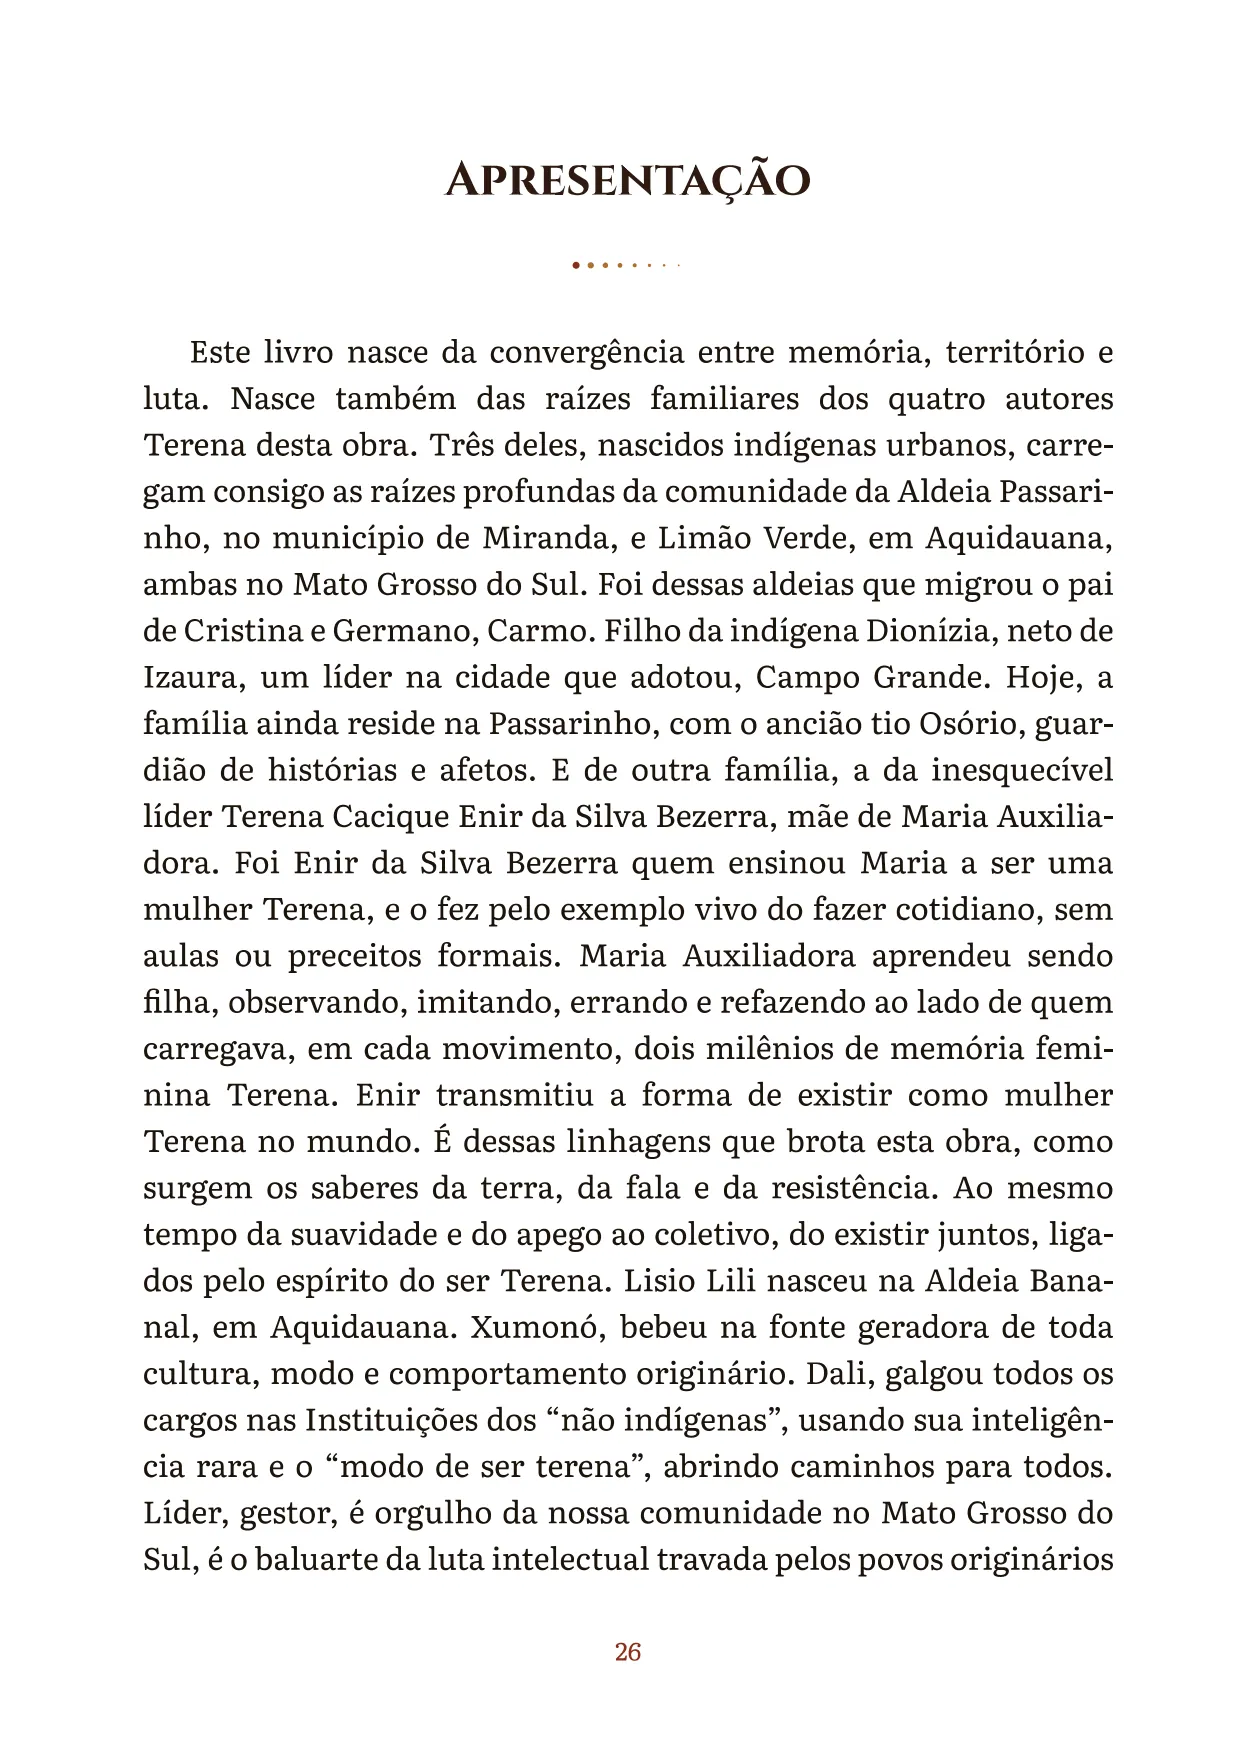 Apresentação
Este livro nasce da convergência entre memória, território e
luta. Nasce também das raízes familiares dos quatro autores
Terena desta obra. Três deles, nascidos indígenas urbanos, carre-
gam consigo as raízes profundas da comunidade da Aldeia Passari-
nho, no município de Miranda, e Limão Verde, em Aquidauana,
ambas no Mato Grosso do Sul. Foi dessas aldeias que migrou o pai
de Cristina e Germano, Carmo. Filho da indígena Dionízia, neto de
Izaura, um líder na cidade que adotou, Campo Grande. Hoje, a
família ainda reside na Passarinho, com o ancião tio Osório, guar-
dião de histórias e afetos. E de outra família, a da inesquecível
líder Terena Cacique Enir da Silva Bezerra, mãe de Maria Auxilia-
dora. Foi Enir da Silva Bezerra quem ensinou Maria a ser uma
mulher Terena, e o fez pelo exemplo vivo do fazer cotidiano, sem
aulas ou preceitos formais. Maria Auxiliadora aprendeu sendo
filha, observando, imitando, errando e refazendo ao lado de quem
carregava, em cada movimento, dois milênios de memória femi-
nina Terena. Enir transmitiu a forma de existir como mulher
Terena no mundo. É dessas linhagens que brota esta obra, como
surgem os saberes da terra, da fala e da resistência. Ao mesmo
tempo da suavidade e do apego ao coletivo, do existir juntos, liga-
dos pelo espírito do ser Terena. Lisio Lili nasceu na Aldeia Bana-
nal, em Aquidauana. Xumonó, bebeu na fonte geradora de toda
cultura, modo e comportamento originário. Dali, galgou todos os
cargos nas Instituições dos “não indígenas”, usando sua inteligên-
cia rara e o “modo de ser terena”, abrindo caminhos para todos.
Líder, gestor, é orgulho da nossa comunidade no Mato Grosso do
Sul, é o baluarte da luta intelectual travada pelos povos originários
26